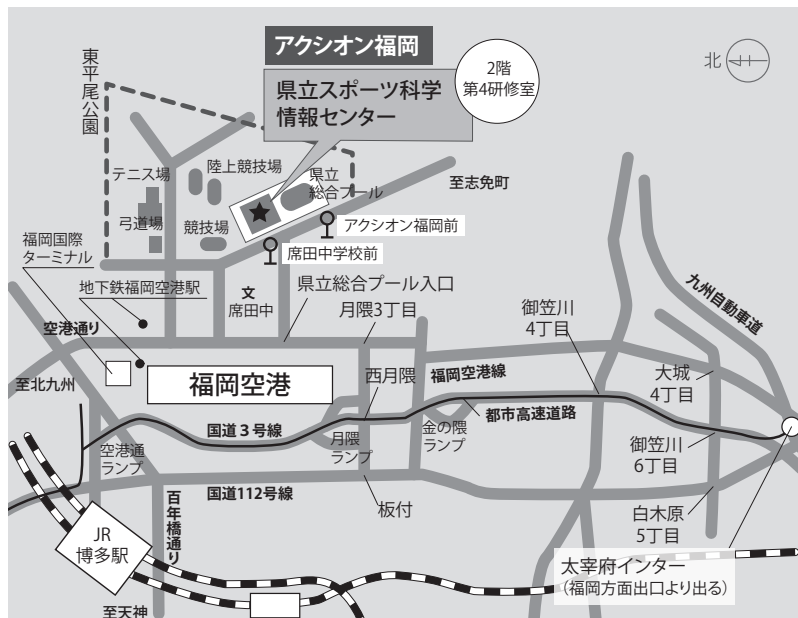 アクシオン福岡
県立スポーツ科学
情報センター
2階
第4研修室
北
東平尾公園
テニス場
陸上競技場
県立
総合プール
至志免町
弓道場
競技場
アクシオン福岡前
席田中学校前
福岡国際
ターミナル
地下鉄福岡空港駅
文
席田中
県立総合プール入口
月隈3丁目
御笠川
4丁目
九州自動車道
空港通り
福岡空港
西月隈
福岡空港線
大城
4丁目
至北九州
国道3号線
都市高速道路
空港通
ランプ
月隈
ランプ
金の隈
ランプ
御笠川
6丁目
国道112号線
百年橋通り
板付
白木原
5丁目
JR
博多駅
太宰府インター
(福岡方面出口より出る)
至天神